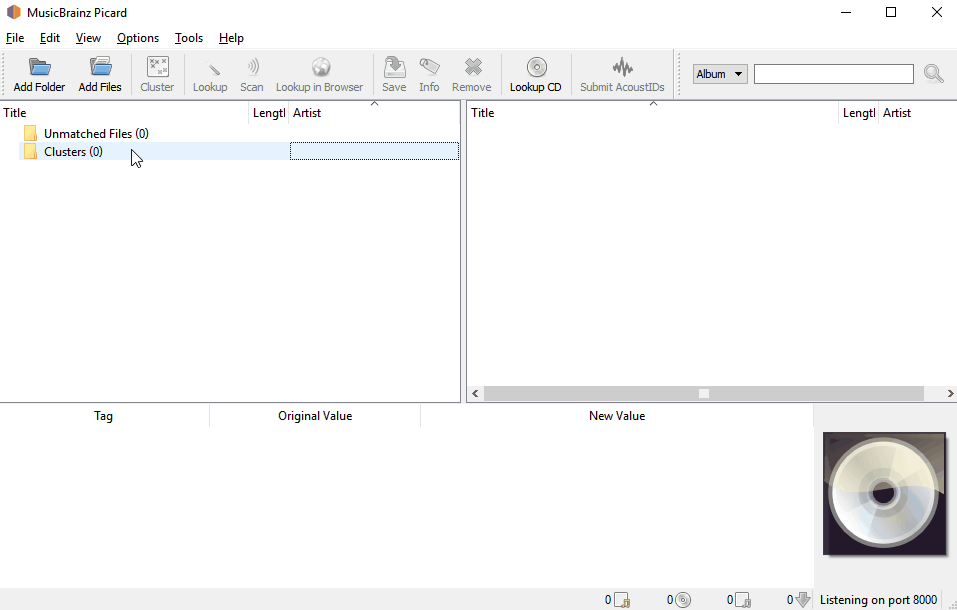 MusicBrainz Picard
File Edit View Options Tools Help
Add Folder Add Files Cluster Lookup Scan Lookup in Browser Save Info Remove Lookup CD Submit AcoustIDs Album
Title Lengtl Artist Title Lengtl Artist
Unmatched Files (0)
Clusters (0)
Tag Original Value New Value
0 0 0 0 Listening on port 8000